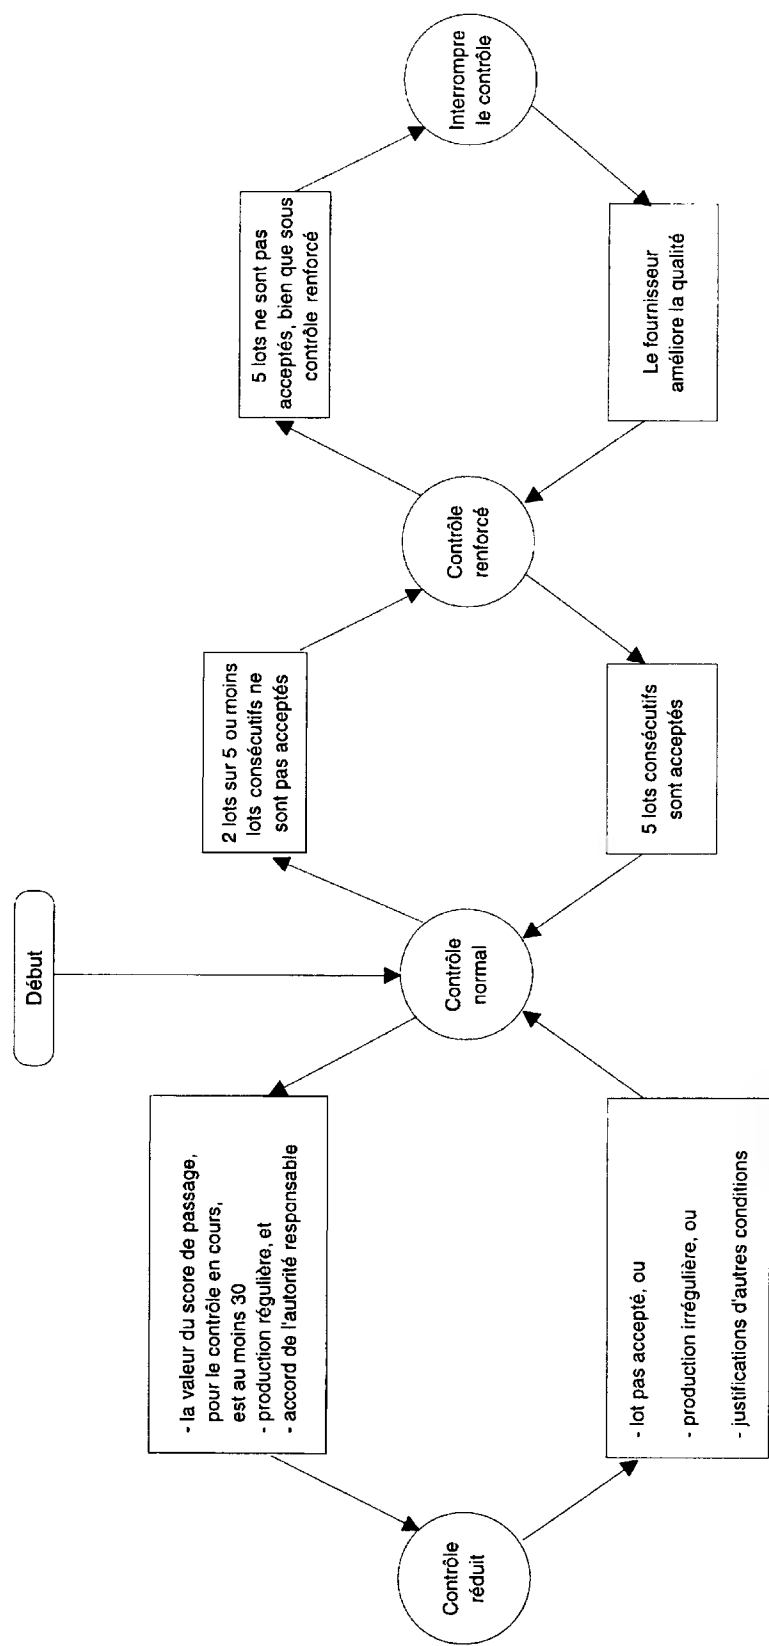 Début
- la valeur du score de passage,
pour le contrôle en cours,
est au moins 30
- production régulière, et
- accord de l'autorité responsable
2 lots sur 5 ou moins
lots consécutifs ne
sont pas acceptés
5 lots ne sont pas
acceptés, bien que sous
contrôle renforcé
Contrôle
réduit
Contrôle
normal
Contrôle
renforcé
Interrompre
le contrôle
- lot pas accepté, ou
- production irrégulière, ou
- justifications d'autres conditions
5 lots consécutifs
sont acceptés
Le fournisseur
améliore la qualité